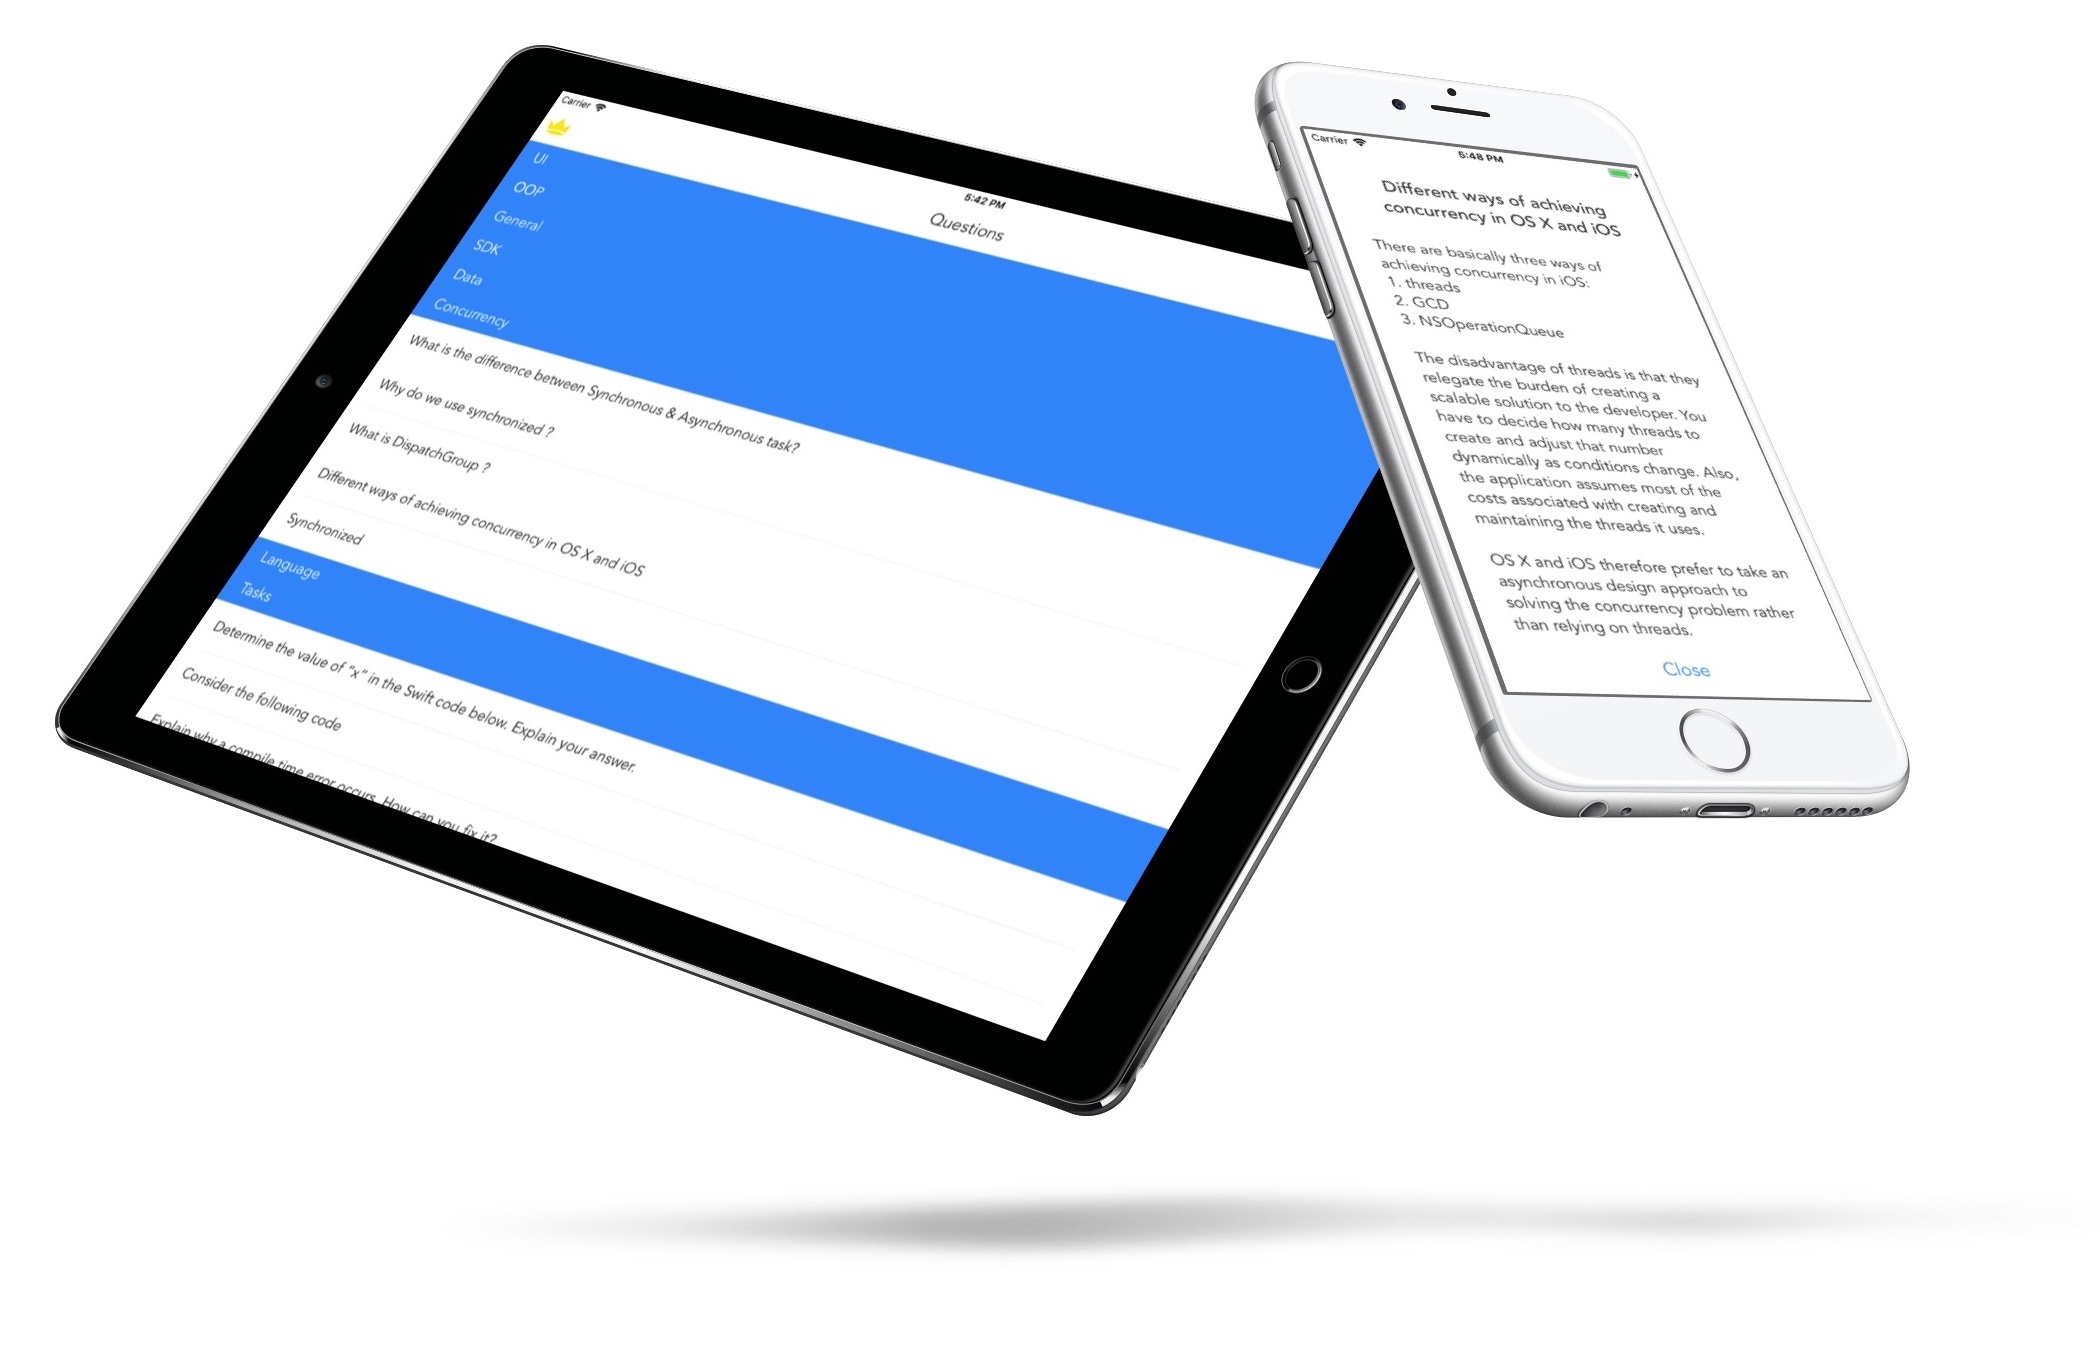 Carrier
5:42 PM
Questions
UI
OOP
General
SDK
Data
Concurrency
What is the difference between Synchronous & Asynchronous task?
Why do we use synchronized ?
What is DispatchGroup ?
Different ways of achieving concurrency in OS X and iOS
Synchronized
Language
Tasks
Determine the value of "x" in the Swift code below. Explain your answer.
Consider the following code
Explain why a compile time error occurs. How can you fix it?
Carrier
5:48 PM
Different ways of achieving
concurrency in OS X and iOS
There are basically three ways of
achieving concurrency in iOS:
1. threads
2. GCD
3. NSOperationQueue
The disadvantage of threads is that they
relegate the burden of creating a
scalable solution to the developer. You
have to decide how many threads to
create and adjust that number
dynamically as conditions change. Also,
the application assumes most of the
costs associated with creating and
maintaining the threads it uses.
OS X and iOS therefore prefer to take an
asynchronous design approach to
solving the concurrency problem rather
than relying on threads.
Close